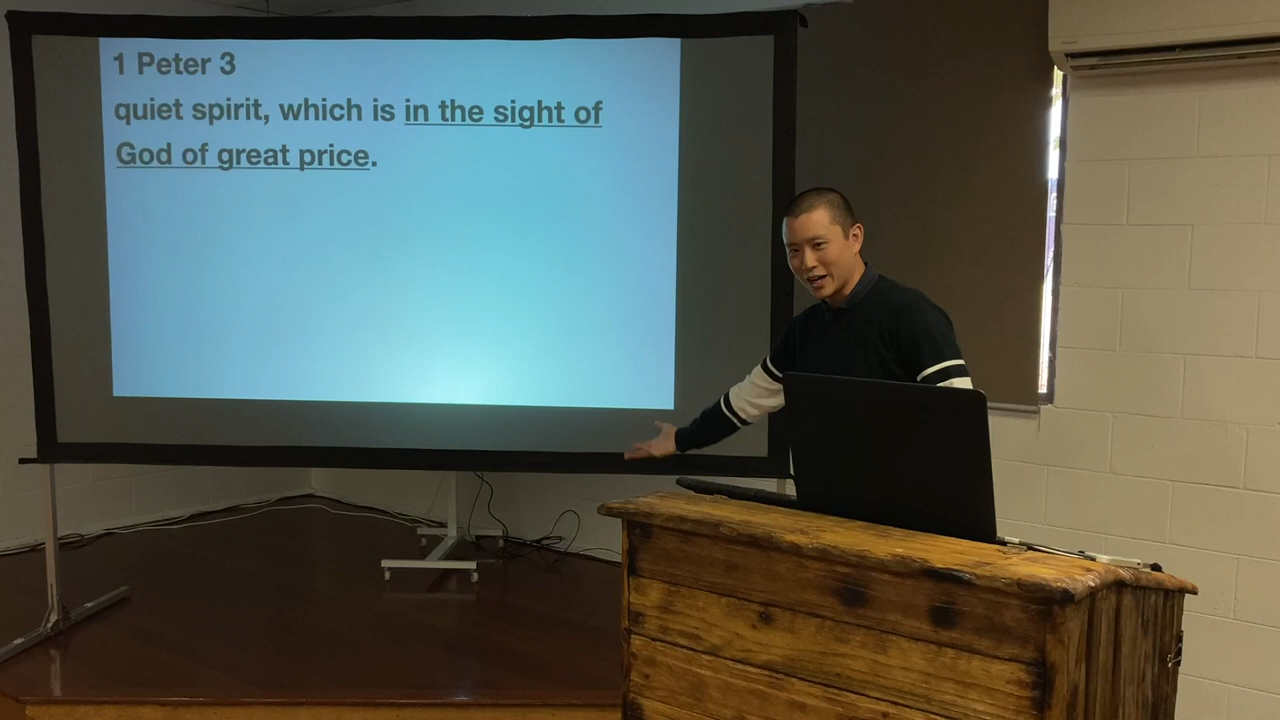 1 Peter 3
quiet spirit, which is in the sight of
God of great price.